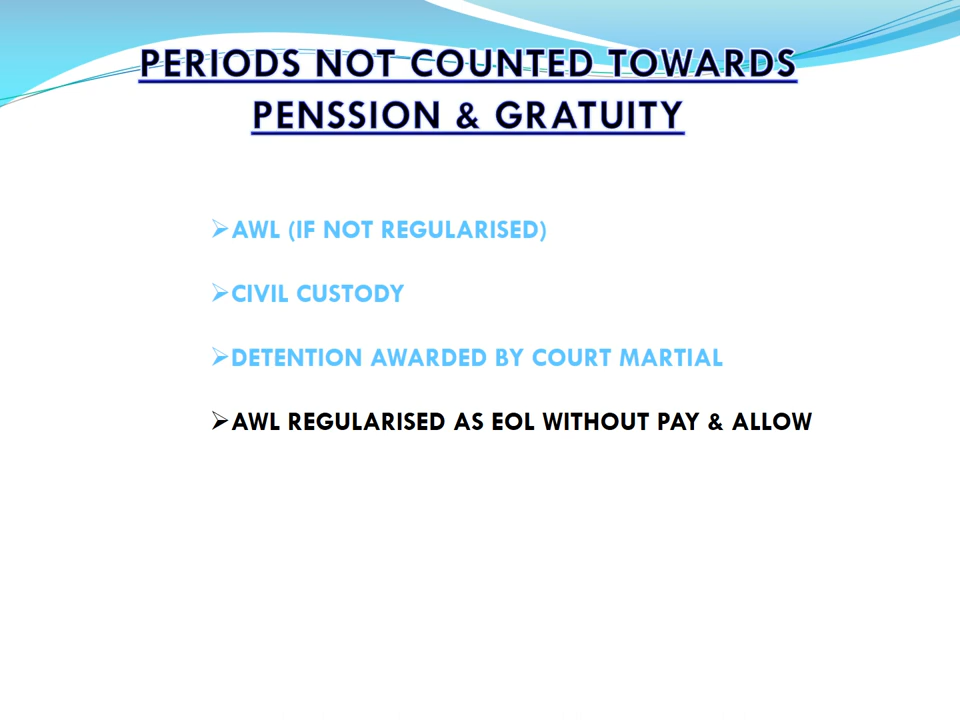 PERIODS NOT COUNTED TOWARDS
PENSSION & GRATUITY
➢AWL (IF NOT REGULARISED)
➢CIVIL CUSTODY
➢DETENTION AWARDED BY COURT MARTIAL
➢AWL REGULARISED AS EOL WITHOUT PAY & ALLOW